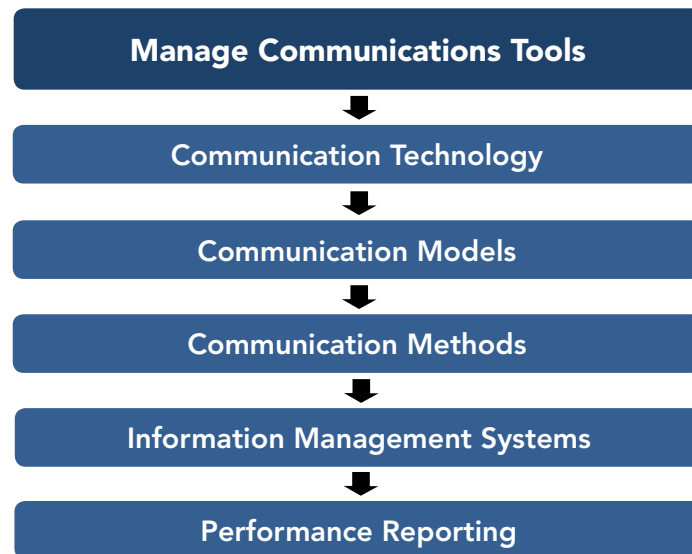 Manage Communications Tools
Communication Technology
Communication Models
Communication Methods
Information Management Systems
Performance Reporting